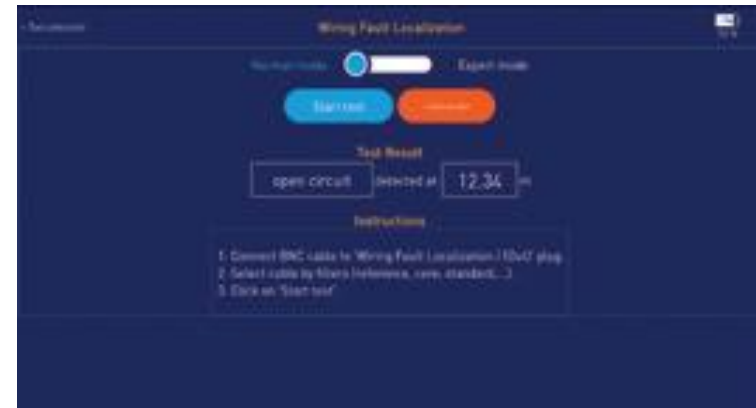 Wiring Fault Localization
Normal mode Expert mode
Start test
Test Result
open circuit detected at 12.34 m
Instructions
1. Connect BNC cable to 'Wiring Fault Localization plug
2. Select cable by filters (reference, core, standard,...)
3. Click on 'Start test'